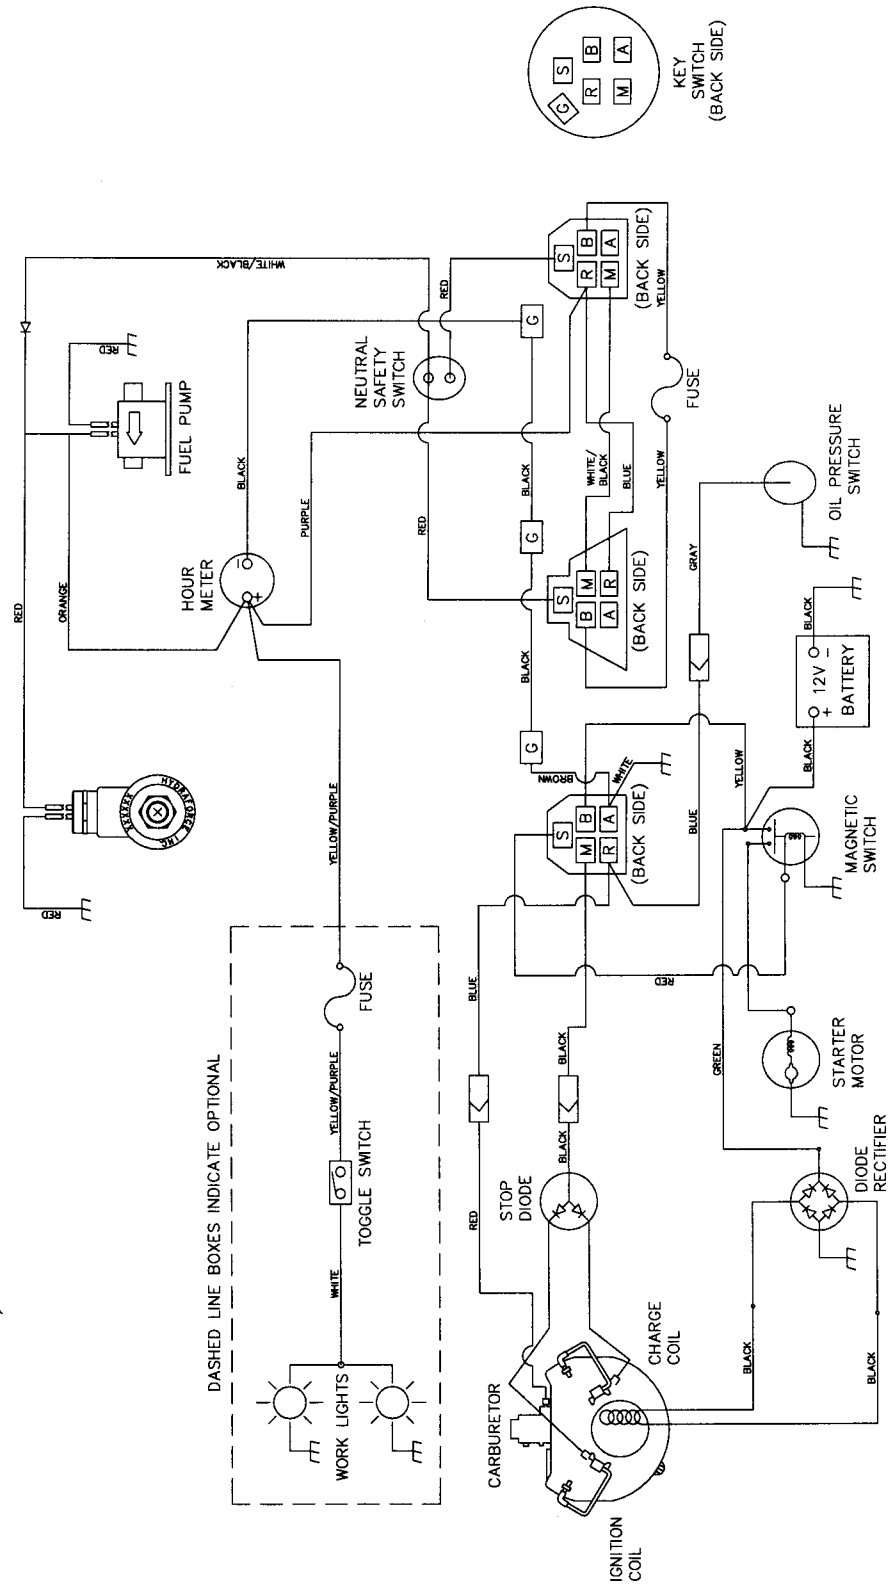 DASHED LINE BOXES INDICATE OPTIONAL
WORK LIGHTS
WHITE
TOGGLE SWITCH
YELLOW/PURPLE
FUSE
YELLOW/PURPLE
RED
HYDRAFORCE INC
XXXXXX
RED
ORANGE
HOUR
METER
+
−
FUEL PUMP
RED
WHITE/BLACK
BLACK
PURPLE
NEUTRAL
SAFETY
SWITCH
RED
RED
G
BLACK
G
BLACK
G
BROWN
WHITE
S
B
A
M
R
(BACK SIDE)
S
M
R
B
A
(BACK SIDE)
WHITE/
BLACK
BLUE
YELLOW
S
B
A
R
M
(BACK SIDE)
YELLOW
FUSE
KEY
SWITCH
(BACK SIDE)
G
S
B
A
R
M
CARBURETOR
IGNITION
COIL
CHARGE
COIL
STOP
DIODE
RED
BLUE
BLACK
BLACK
RED
GREEN
YELLOW
BLUE
GRAY
OIL PRESSURE
SWITCH
BLACK
BLACK
12V
+
−
BATTERY
MAGNETIC
SWITCH
STARTER
MOTOR
DIODE
RECTIFIER
BLACK
BLACK